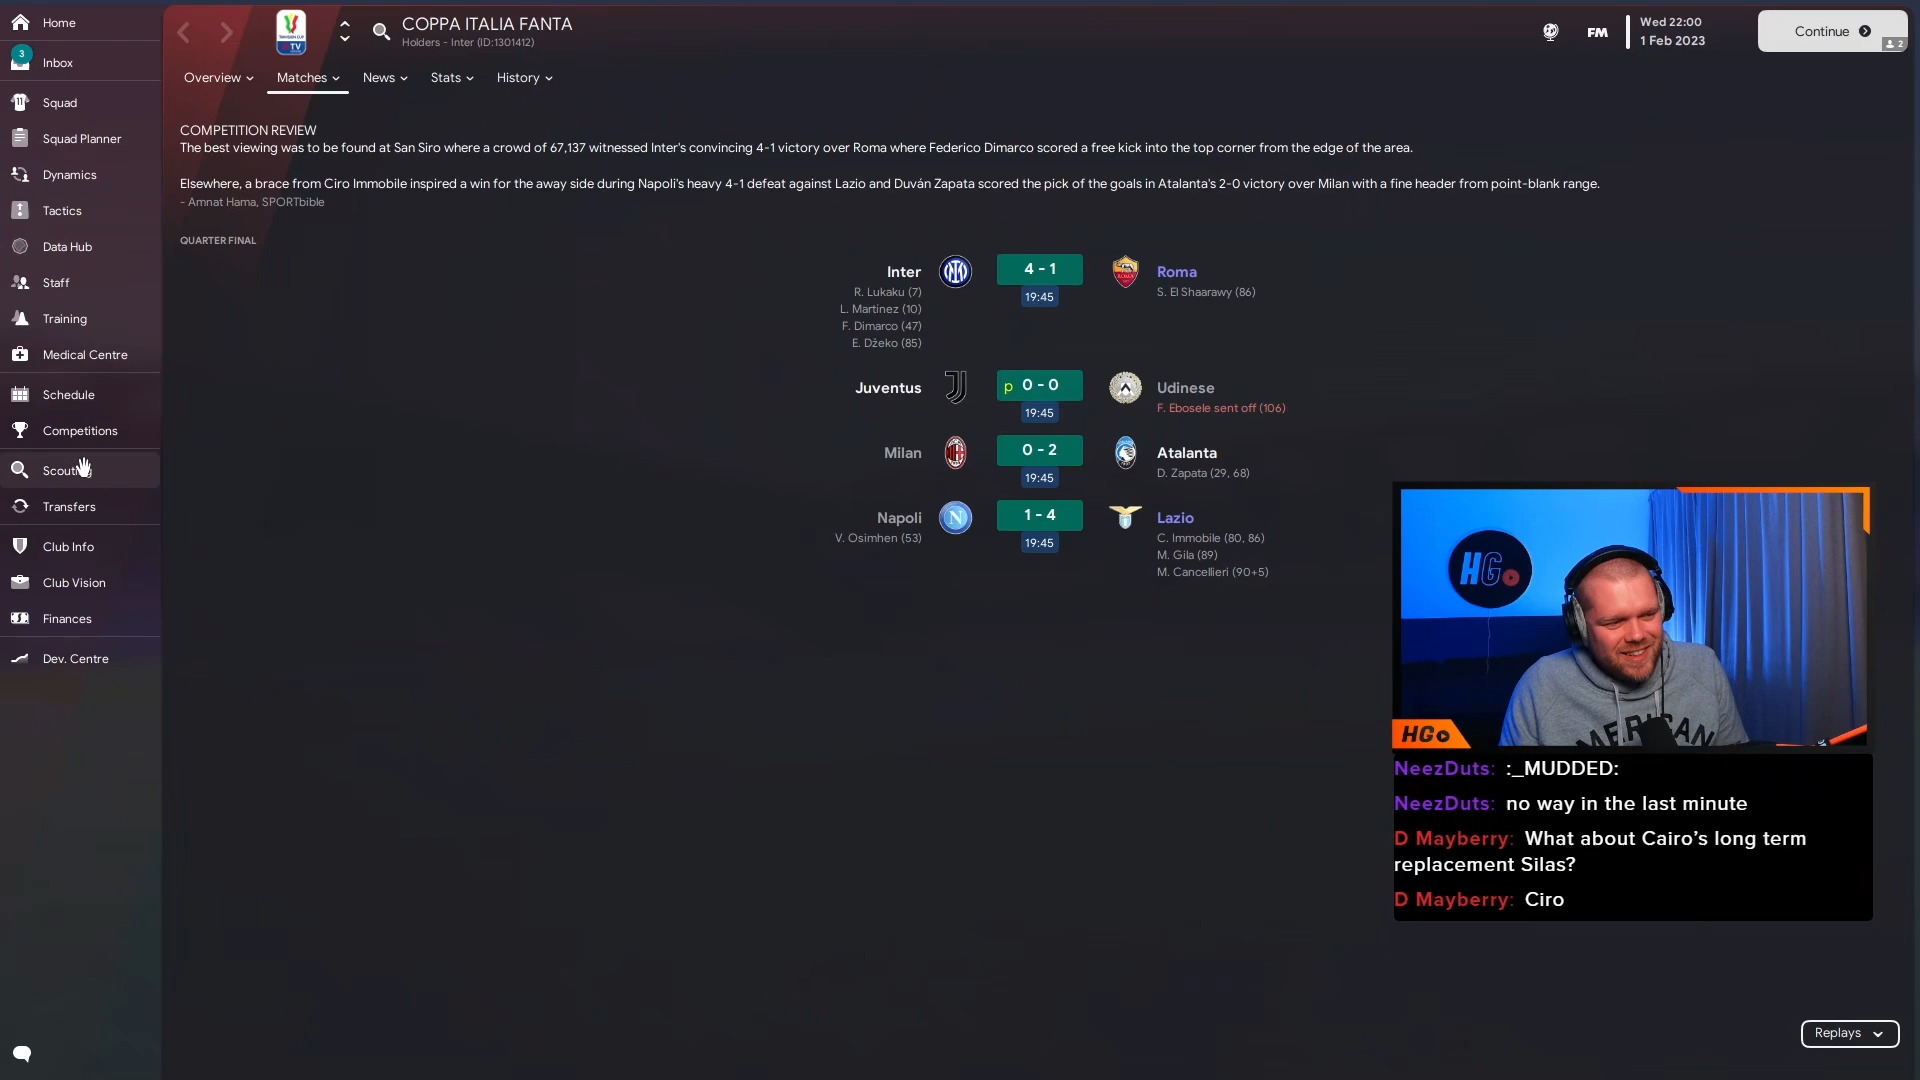 Home
COPPA ITALIA FANTA
Holders - Inter (ID:1301412)
FM
Wed 22:00
1 Feb 2023
Continue
2
3
Inbox
Overview
Matches
News
Stats
History
Squad
Squad Planner
Dynamics
Tactics
Data Hub
Staff
Training
Medical Centre
Schedule
Competitions
Transfers
Club Info
Club Vision
Finances
Dev. Centre
COMPETITION REVIEW
The best viewing was to be found at San Siro where a crowd of 67,137 witnessed Inter's convincing 4-1 victory over Roma where Federico Dimarco scored a free kick into the top corner from the edge of the area.
Elsewhere, a brace from Ciro Immobile inspired a win for the away side during Napoli's heavy 4-1 defeat against Lazio and Duván Zapata scored the pick of the goals in Atalanta's 2-0 victory over Milan with a fine header from point-blank range.
- Amnat Hama, SPORTbible
QUARTER FINAL
Inter 4 - 1 Roma
19:45
R. Lukaku (7)
L. Martínez (10)
F. Dimarco (47)
E. Džeko (85)
S. El Shaarawy (86)
Juventus p 0 - 0 Udinese
19:45
F. Ebosele sent off (106)
Milan 0 - 2 Atalanta
19:45
D. Zapata (29, 68)
Napoli 1 - 4 Lazio
19:45
V. Osimhen (53)
C. Immobile (80, 86)
M. Gila (89)
M. Cancellieri (90+5)
HG
AMERICAN
HG
NeezDuts: :_MUDDED:
NeezDuts: no way in the last minute
D Mayberry: What about Cairo's long term
replacement Silas?
D Mayberry: Ciro
Replays